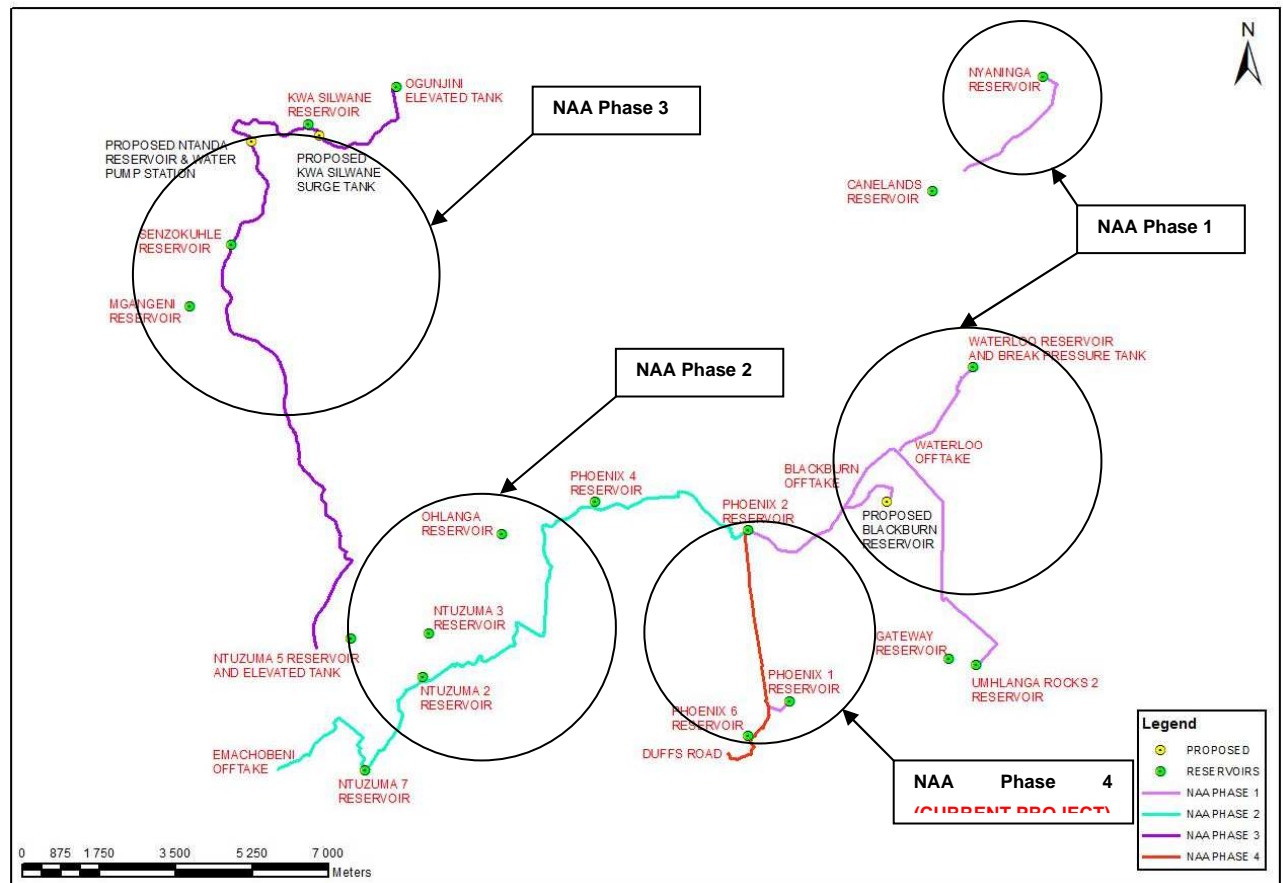 N
NYANINGA
RESERVOIR
OGUNJINI
ELEVATED TANK
KWA SILWANE
RESERVOIR
NAA Phase 3
PROPOSED NTANDA
RESERVOIR & WATER
PUMP STATION
PROPOSED
KWA SILWANE
SURGE TANK
CANELANDS
RESERVOIR
NAA Phase 1
SENZOKUHLE
RESERVOIR
MGANGENI
RESERVOIR
WATERLOO RESERVOIR
AND BREAK PRESSURE TANK
NAA Phase 2
WATERLOO
OFFTAKE
BLACKBURN
OFFTAKE
PHOENIX 4
RESERVOIR
PHOENIX 2
RESERVOIR
PROPOSED
BLACKBURN
RESERVOIR
OHLANGA
RESERVOIR
NTUZUMA 3
RESERVOIR
GATEWAY
RESERVOIR
NTUZUMA 5 RESERVOIR
AND ELEVATED TANK
NTUZUMA 2
RESERVOIR
PHOENIX 1
RESERVOIR
UMHLANGA ROCKS 2
RESERVOIR
PHOENIX 6
RESERVOIR
DUFFS ROAD
EMACHOBENI
OFFTAKE
NTUZUMA 7
RESERVOIR
NAA Phase 4
(CURRENT PROJECT)
Legend
PROPOSED
RESERVOIRS
NAA PHASE 1
NAA PHASE 2
NAA PHASE 3
NAA PHASE 4
0 875 1 750 3 500 5 250 7 000
Meters